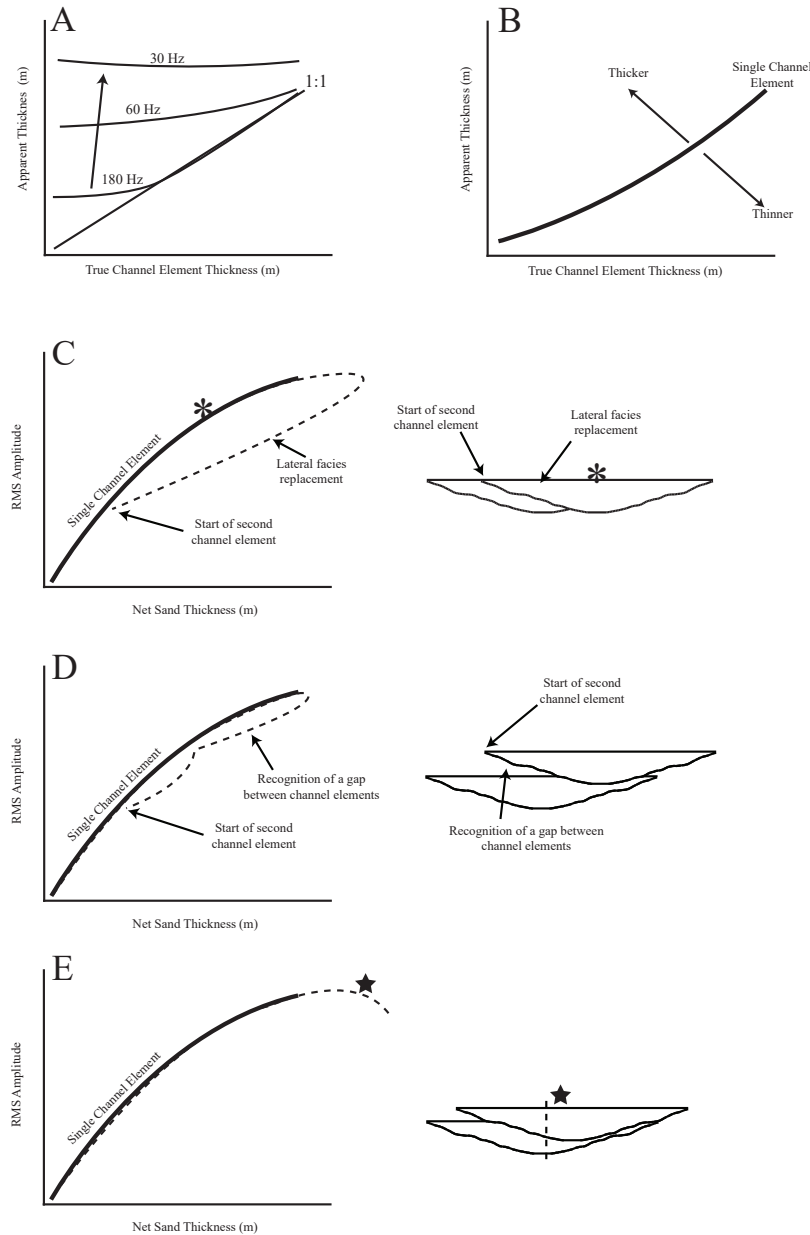 A
30 Hz
1:1
60 Hz
180 Hz
Apparent Thickness (m)
True Channel Element Thickness (m)
B
Single Channel
Element
Thicker
Thinner
Apparent Thickness (m)
True Channel Element Thickness (m)
C
*
Single Channel Element
Lateral facies
replacement
Start of second
channel element
RMS Amplitude
Net Sand Thickness (m)
Start of second
channel element
Lateral facies
replacement
*
D
Single Channel Element
Recognition of a gap
between channel elements
Start of second
channel element
RMS Amplitude
Net Sand Thickness (m)
Start of second
channel element
Recognition of a gap between
channel elements
E
Single Channel Element
RMS Amplitude
Net Sand Thickness (m)